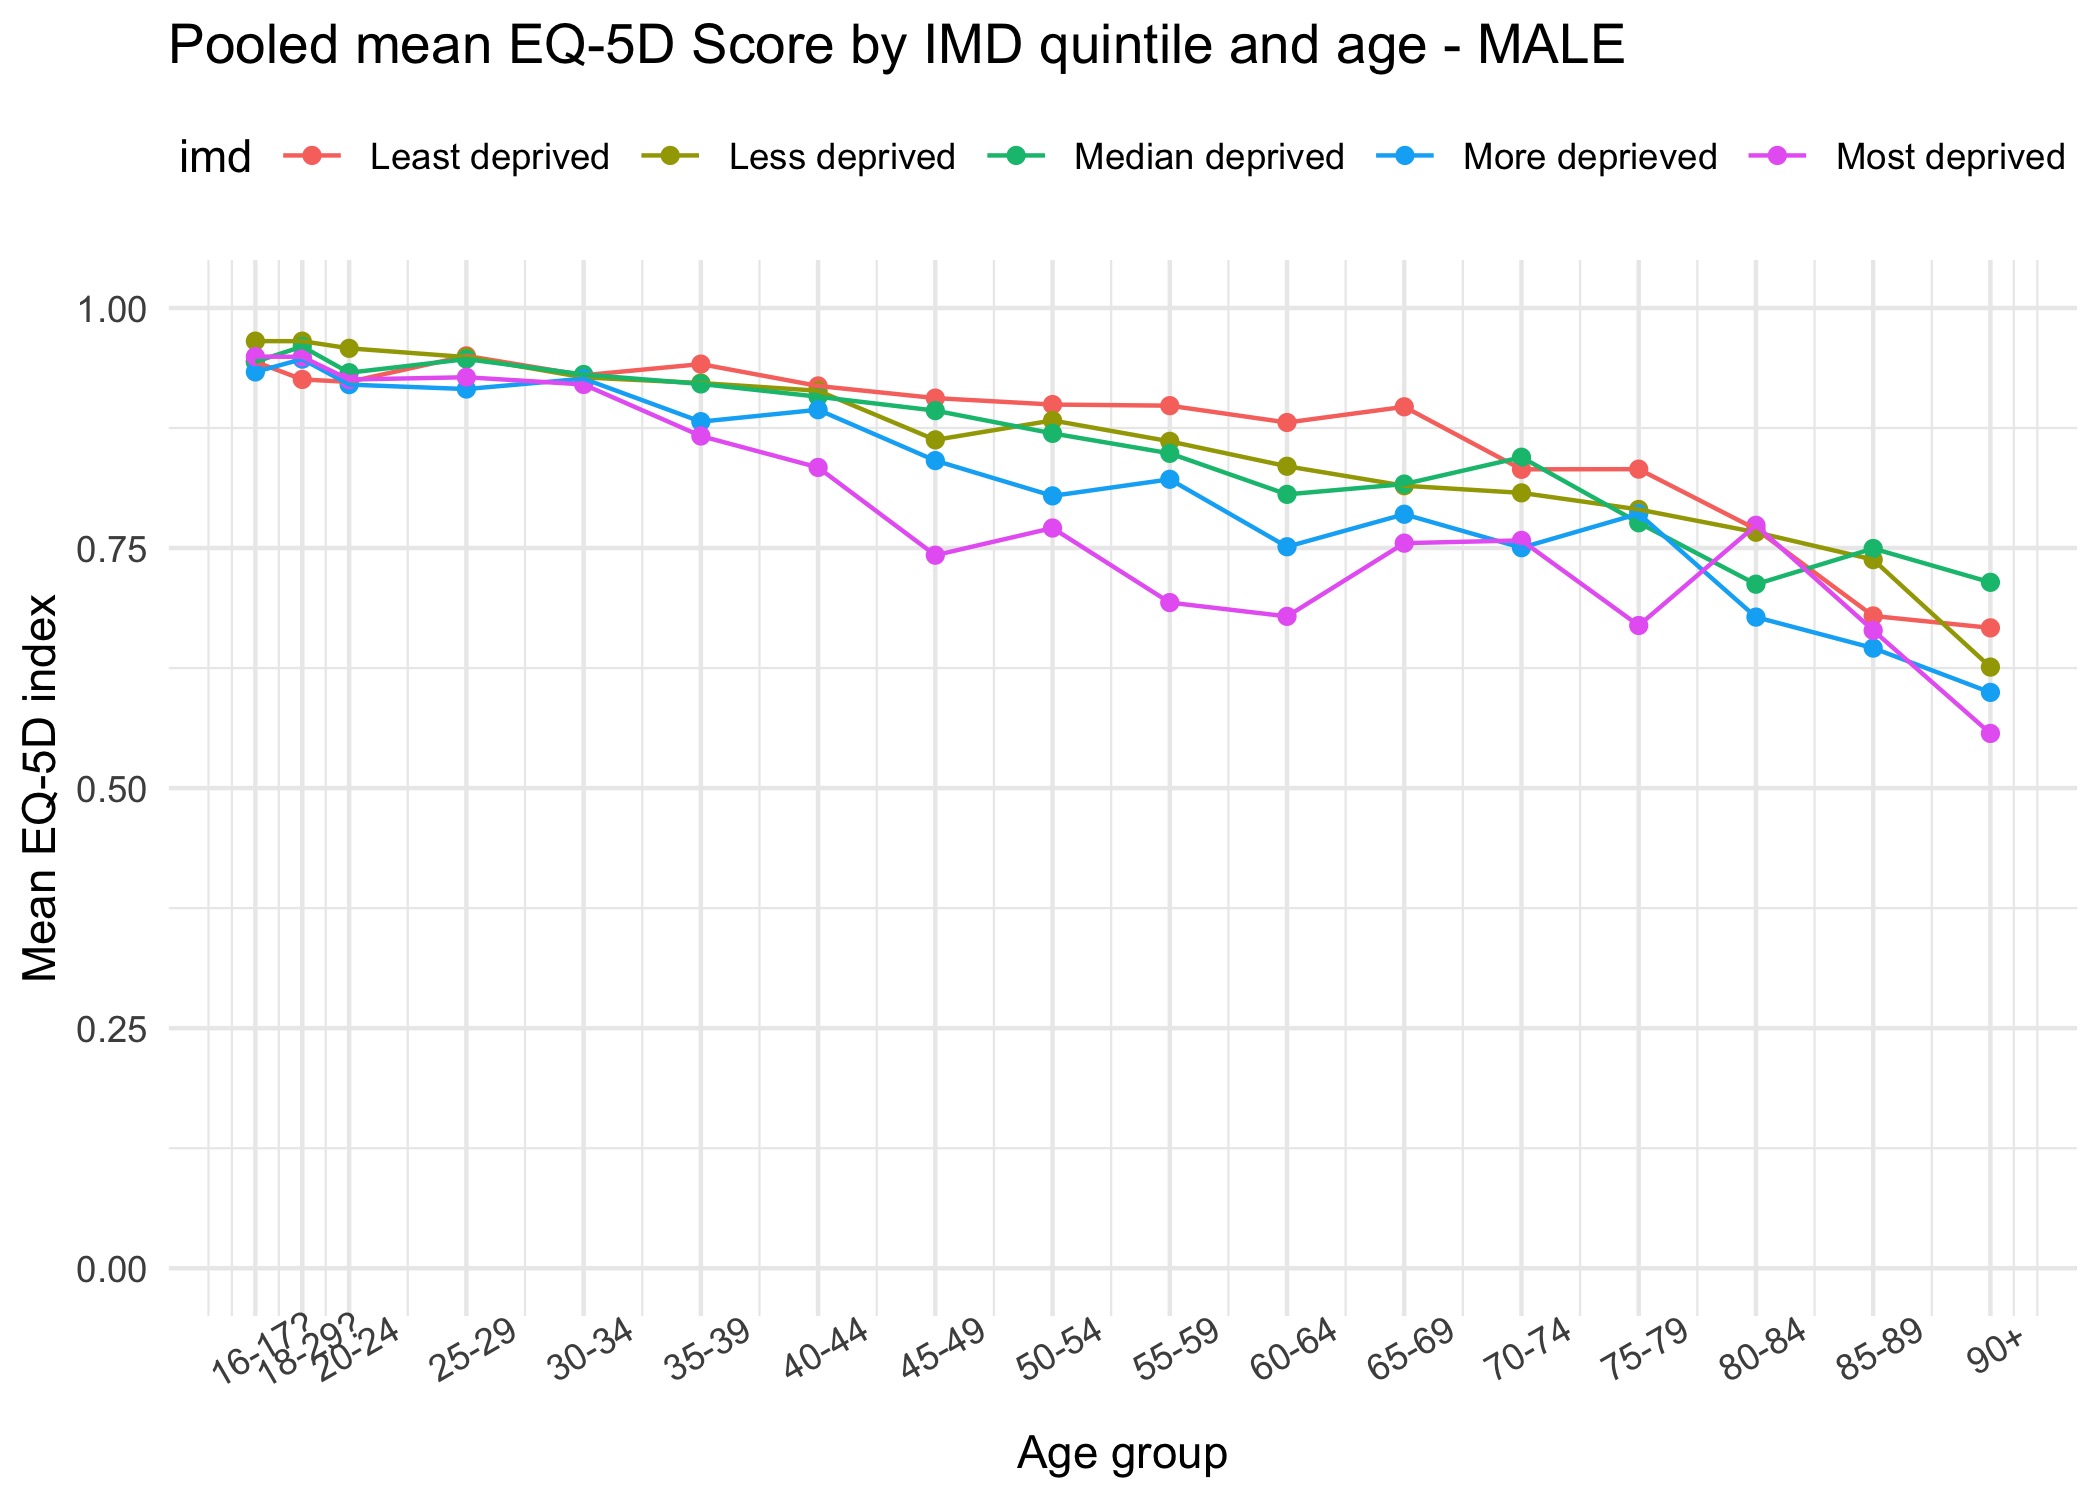 Pooled mean EQ-5D Score by IMD quintile and age - MALE
imd Least deprived Less deprived Median deprived More deprieved Most deprived
Mean EQ-5D index
1.00
0.75
0.50
0.25
0.00
16-17? 18-29? 20-24 25-29 30-34 35-39 40-44 45-49 50-54 55-59 60-64 65-69 70-74 75-79 80-84 85-89 90+
Age group